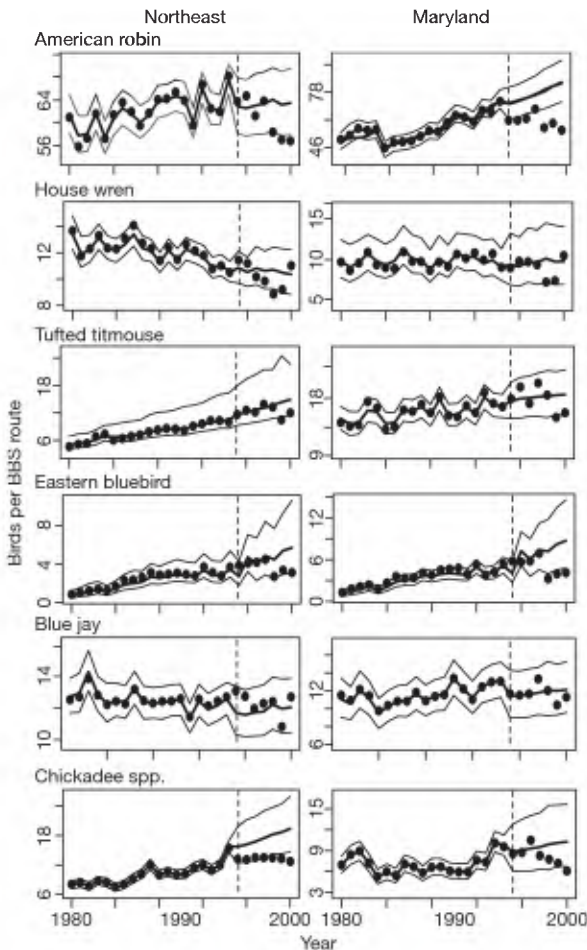 Northeast Maryland
American robin
64
56
78
46
House wren
12
8
15
10
5
Tufted titmouse
18
6
18
9
Eastern bluebird
8
4
0
12
6
0
Blue jay
14
10
12
6
Chickadee spp.
18
6
15
9
3
1980 1990 2000 1980 1990 2000
Year
Birds per BBS route